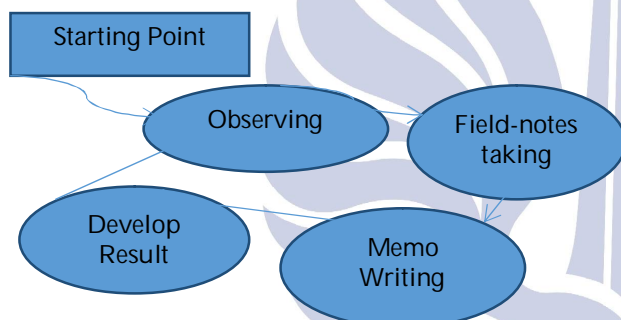 Starting Point
Observing
Field-notes
taking
Develop
Result
Memo
Writing